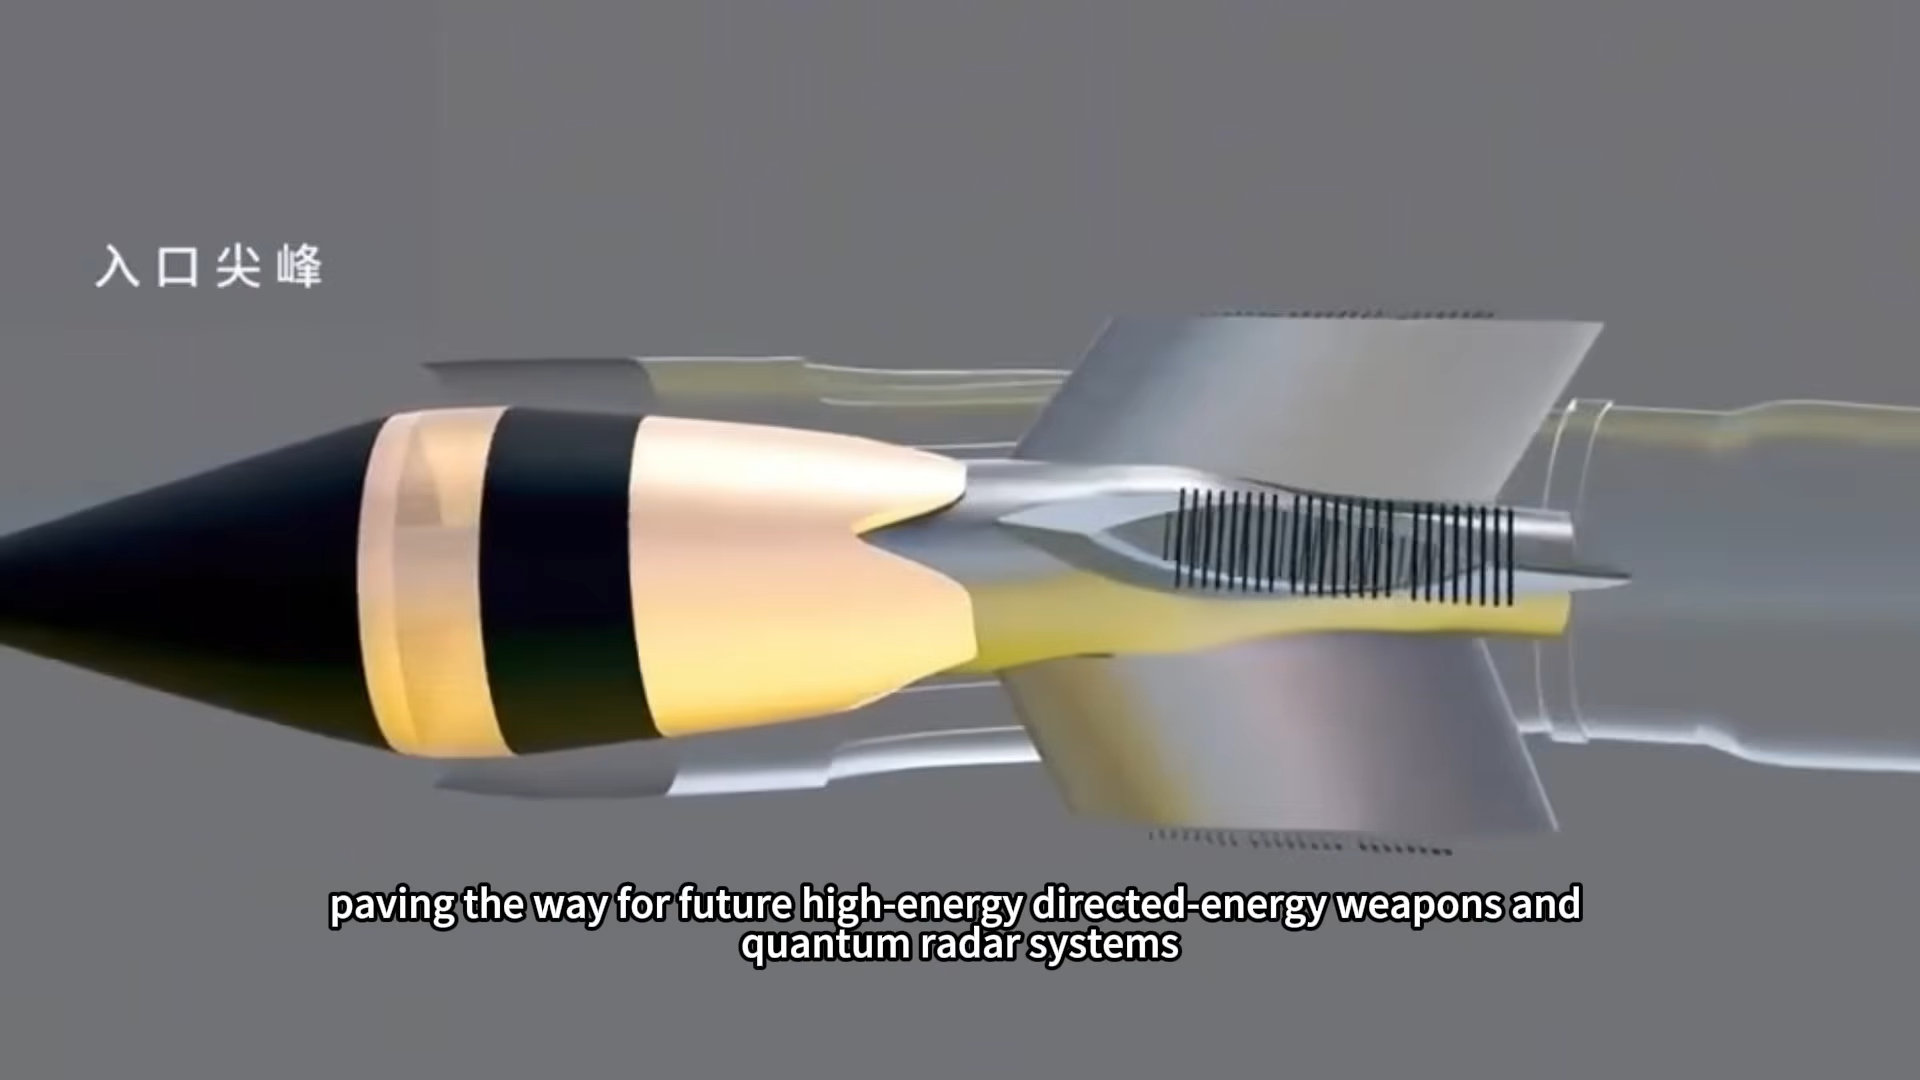 入口尖峰
paving the way for future high-energy directed-energy weapons and
quantum radar systems